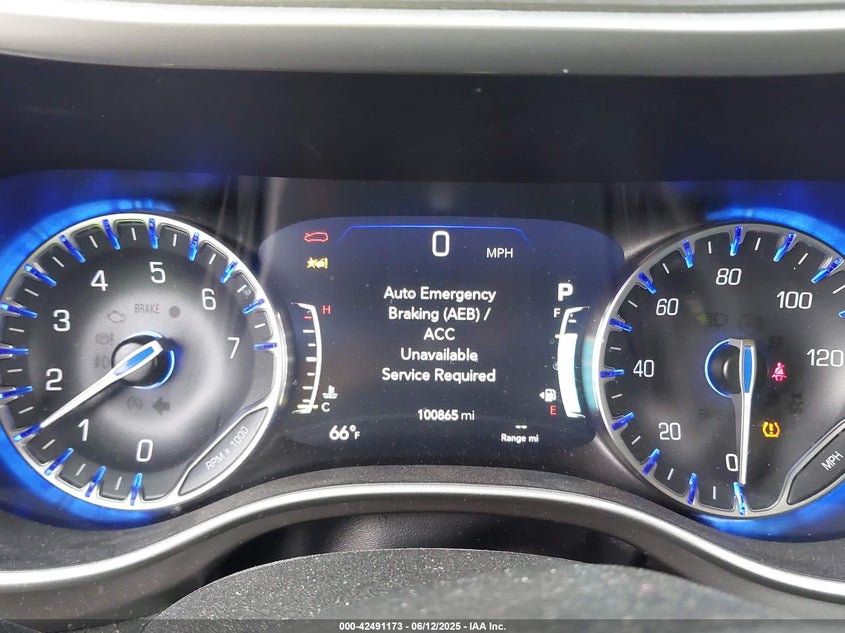 0 MPH
Auto Emergency
Braking (AEB) /
ACC
Unavailable
Service Required
100865 mi
66°F
--
Range mi
P
H
C
F
E
0
1
2
3
4
5
6
7
RPM x 1000
BRAKE
0
20
40
60
80
100
120
MPH
000-42491173 - 06/12/2025 - IAA Inc.